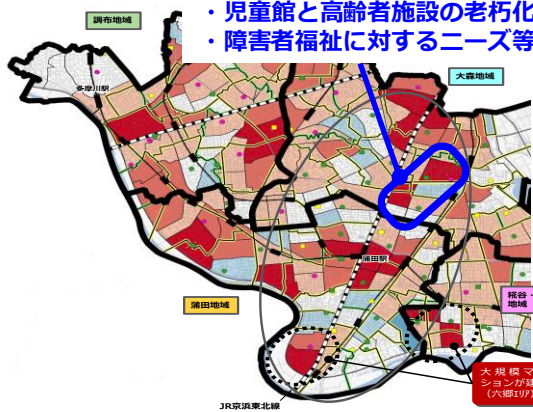 ・児童館と高齢者施設の老朽化
・障害者福祉に対するニーズ等
調布地域
大森地域
多摩川駅
蒲田駅
蒲田地域
糀谷・
地域
大規模マ
ションが建
(六郷エリア)
JR京浜東北線